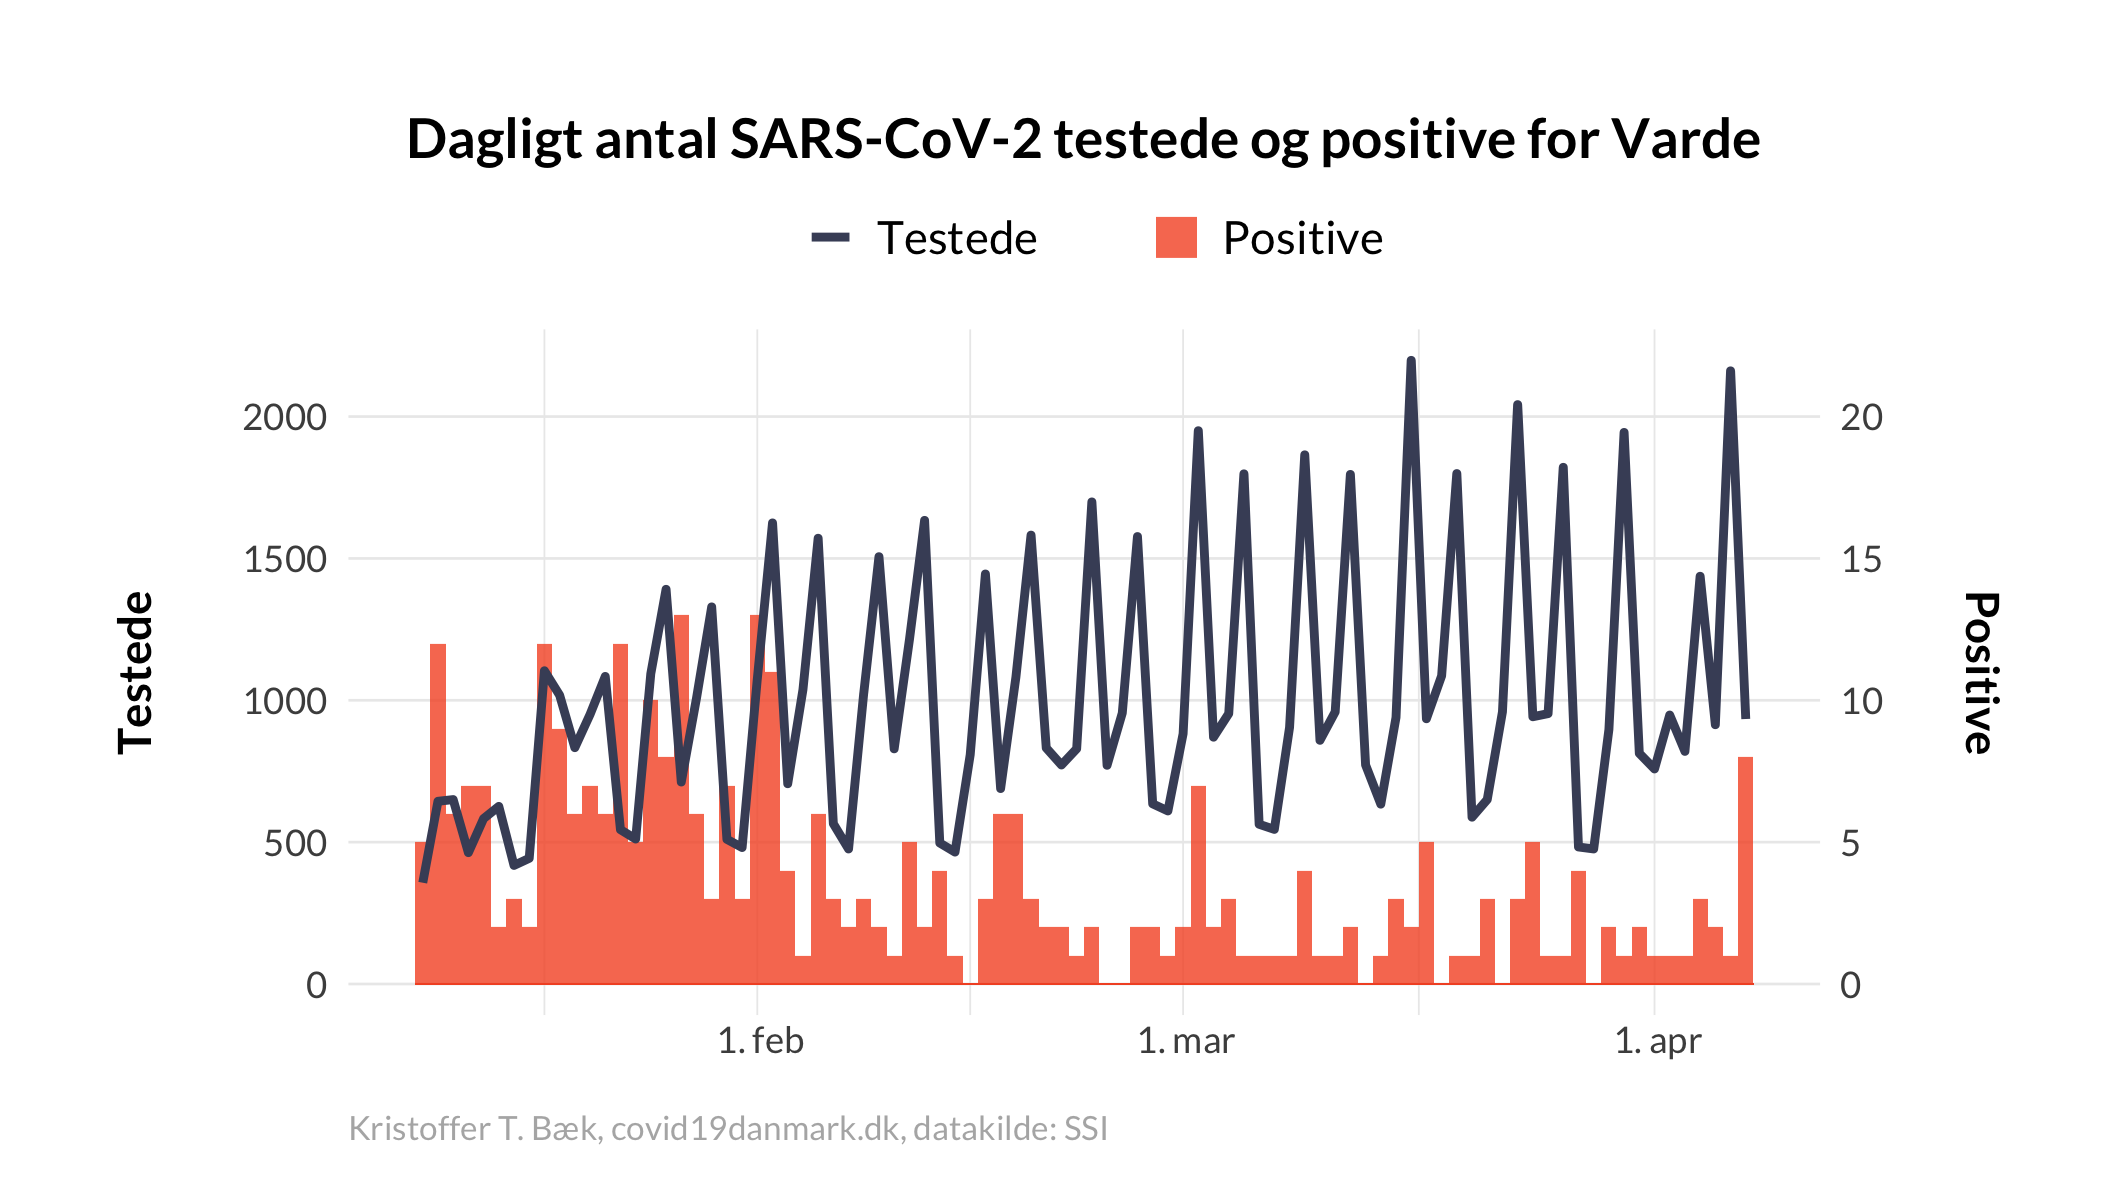 Dagligt antal SARS-CoV-2 testede og positive for Varde
Testede Positive
2000 20
1500 15
1000 10
500 5
0 0
Testede
Positive
1. feb 1. mar 1. apr
Kristoffer T. Bæk, covid19danmark.dk, datakilde: SSI